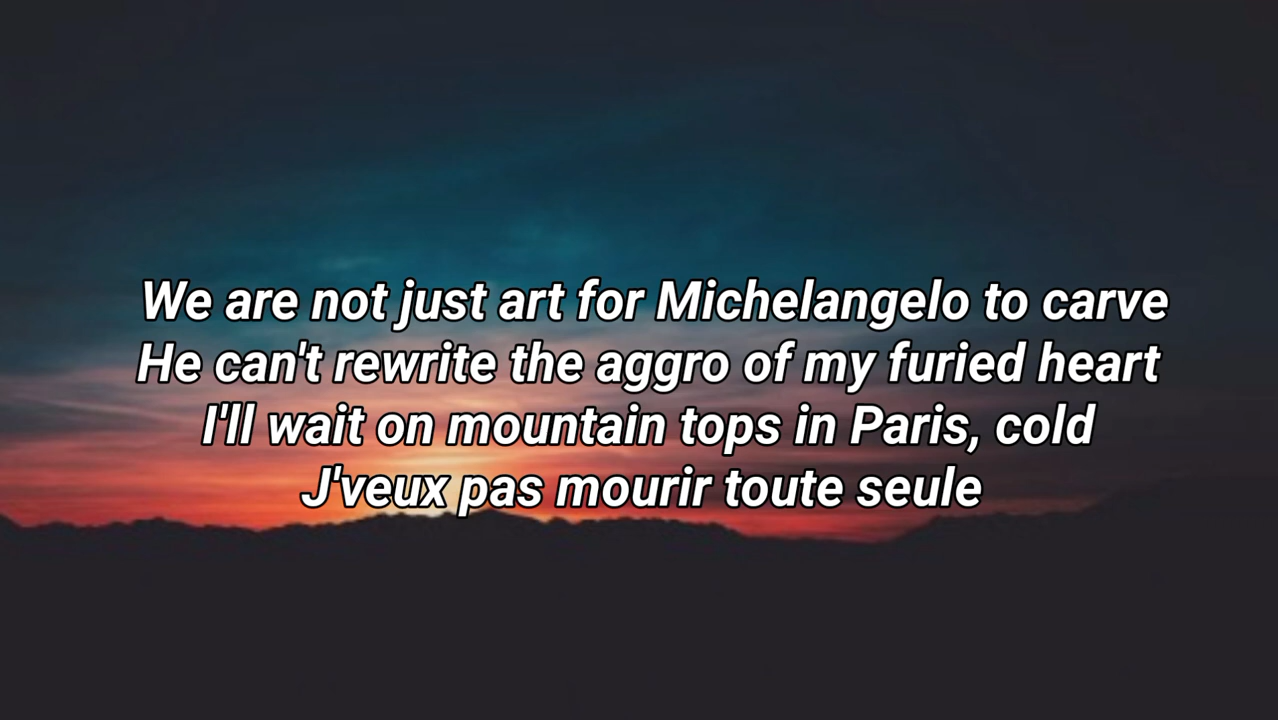 We are not just art for Michelangelo to carve
He can't rewrite the aggro of my furied heart
I'll wait on mountain tops in Paris, cold
J'veux pas mourir toute seule